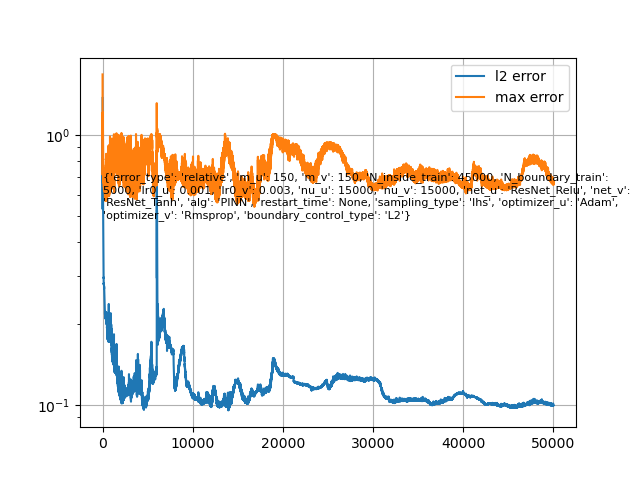 l2 error
max error
10⁰
{'error_type': 'relative', 'm_u': 150, 'm_v': 150, 'N_inside_train': 45000, 'N_boundary_train':
5000, 'lr0_u': 0.001, 'lr0_v': 0.003, 'nu_u': 15000, 'nu_v': 15000, 'net_u': 'ResNet_Relu', 'net_v':
'ResNet_Tanh', 'alg': 'PINN', 'restart_time': None, 'sampling_type': 'lhs', 'optimizer_u': 'Adam',
'optimizer_v': 'Rmsprop', 'boundary_control_type': 'L2'}
10⁻¹
0 10000 20000 30000 40000 50000